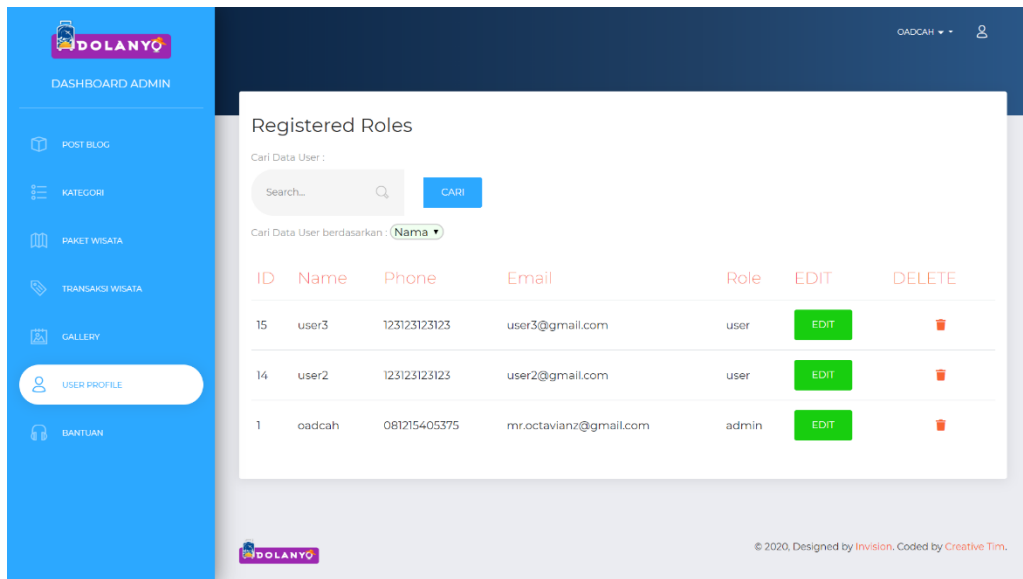 DOLANYO
DASHBOARD ADMIN
POST BLOG
KATEGORI
PAKET WISATA
TRANSAKSI WISATA
GALLERY
USER PROFILE
BANTUAN
OADCAH
Registered Roles
Cari Data User :
Search...
CARI
Cari Data User berdasarkan : Nama
ID Name Phone Email Role EDIT DELETE
15 user3 123123123123 user3@gmail.com user EDIT
14 user2 123123123123 user2@gmail.com user EDIT
1 oadcah 081215405375 mr.octavianz@gmail.com admin EDIT
DOLANYO
© 2020, Designed by Invision. Coded by Creative Tim.